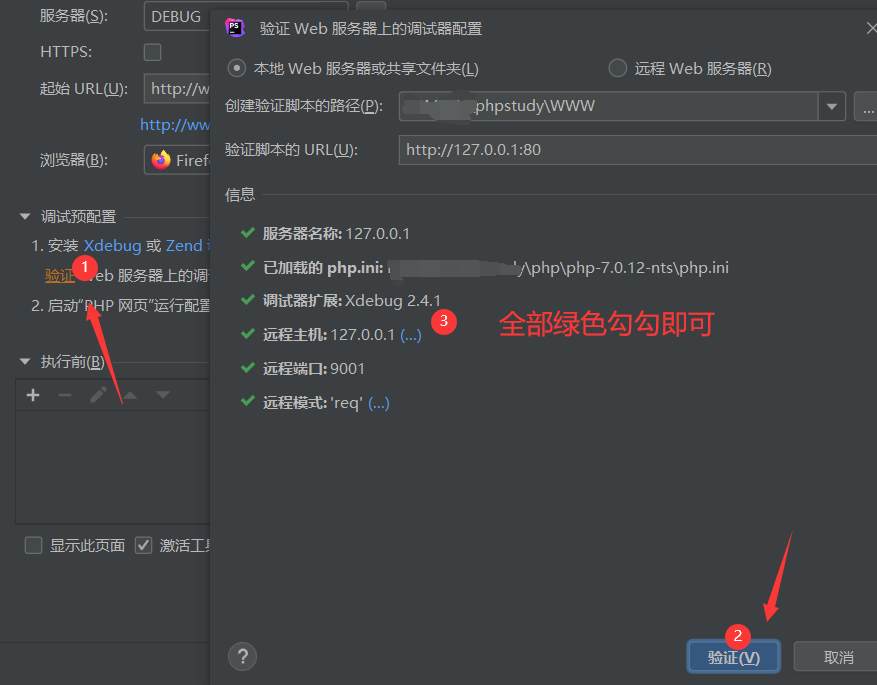 服务器(S):
DEBUG
HTTPS:
起始 URL(U):
http://w
http://ww
浏览器(B):
Firef
调试预配置
1. 安装 Xdebug 或 Zend
验证 eb 服务器上的调
2. 启动“PHP 网页”运行配置
执行前(B)
显示此页面
激活工
1
PS
验证 Web 服务器上的调试器配置
本地 Web 服务器或共享文件夹(L)
远程 Web 服务器(R)
创建验证脚本的路径(P):
phpstudy\WWW
...
验证脚本的 URL(U):
http://127.0.0.1:80
信息
服务器名称: 127.0.0.1
已加载的 php.ini: y\php\php-7.0.12-nts\php.ini
调试器扩展: Xdebug 2.4.1
远程主机: 127.0.0.1 (...)
远程端口: 9001
远程模式: 'req' (...)
3
全部绿色勾勾即可
2
?
验证(V)
取消